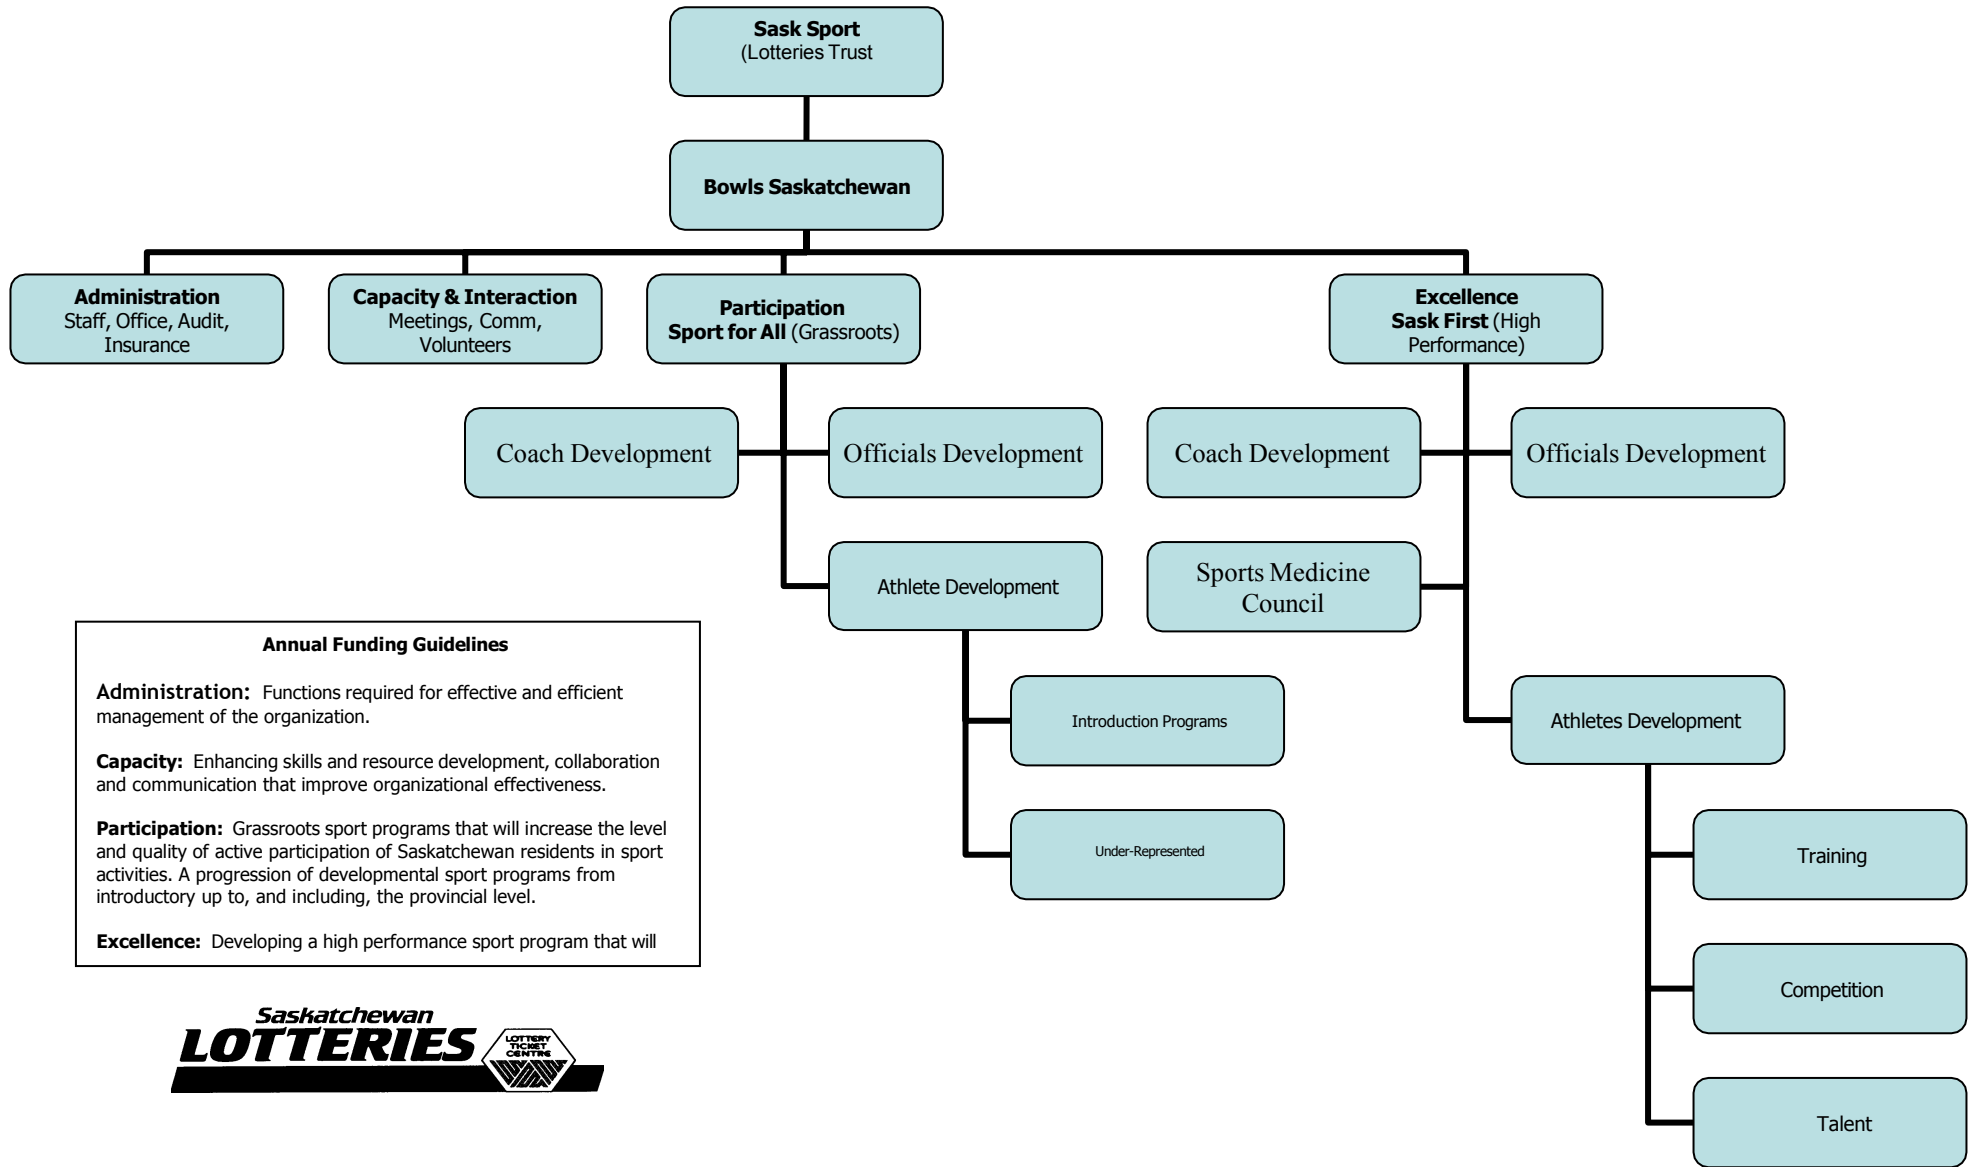 Sask Sport
(Lotteries Trust
Bowls Saskatchewan
Administration
Staff, Office, Audit,
Insurance
Capacity & Interaction
Meetings, Comm,
Volunteers
Participation
Sport for All (Grassroots)
Excellence
Sask First (High
Performance)
Coach Development
Officials Development
Coach Development
Officials Development
Athlete Development
Sports Medicine
Council
Introduction Programs
Athletes Development
Under-Represented
Training
Competition
Talent
Annual Funding Guidelines
Administration: Functions required for effective and efficient
management of the organization.
Capacity: Enhancing skills and resource development, collaboration
and communication that improve organizational effectiveness.
Participation: Grassroots sport programs that will increase the level
and quality of active participation of Saskatchewan residents in sport
activities. A progression of developmental sport programs from
introductory up to, and including, the provincial level.
Excellence: Developing a high performance sport program that will
Saskatchewan
LOTTERIES
LOTTERY
TICKET
CENTRE